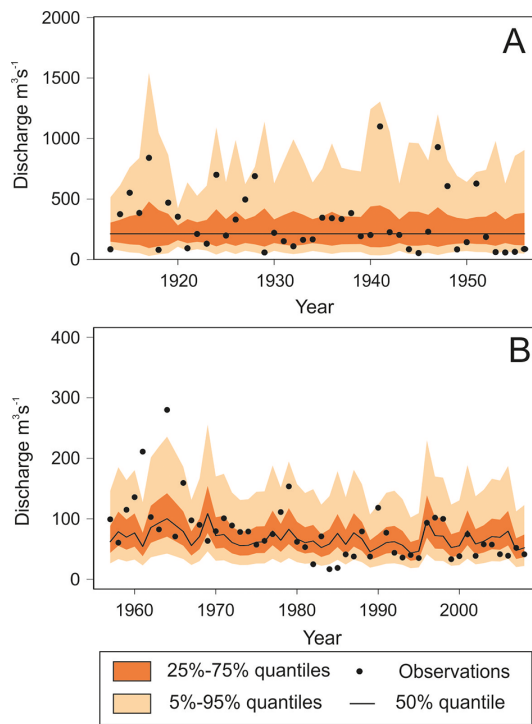 A
Discharge m³s⁻¹
2000
1500
1000
500
0
1920 1930 1940 1950
Year
B
Discharge m³s⁻¹
400
300
200
100
0
1960 1970 1980 1990 2000
Year
25%-75% quantiles Observations
5%-95% quantiles 50% quantile